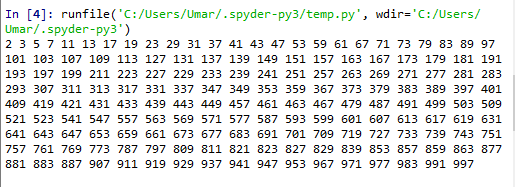 In [4]: runfile('C:/Users/Umar/.spyder-py3/temp.py', wdir='C:/Users/
Umar/.spyder-py3')
2 3 5 7 11 13 17 19 23 29 31 37 41 43 47 53 59 61 67 71 73 79 83 89 97
101 103 107 109 113 127 131 137 139 149 151 157 163 167 173 179 181 191
193 197 199 211 223 227 229 233 239 241 251 257 263 269 271 277 281 283
293 307 311 313 317 331 337 347 349 353 359 367 373 379 383 389 397 401
409 419 421 431 433 439 443 449 457 461 463 467 479 487 491 499 503 509
521 523 541 547 557 563 569 571 577 587 593 599 601 607 613 617 619 631
641 643 647 653 659 661 673 677 683 691 701 709 719 727 733 739 743 751
757 761 769 773 787 797 809 811 821 823 827 829 839 853 857 859 863 877
881 883 887 907 911 919 929 937 941 947 953 967 971 977 983 991 997